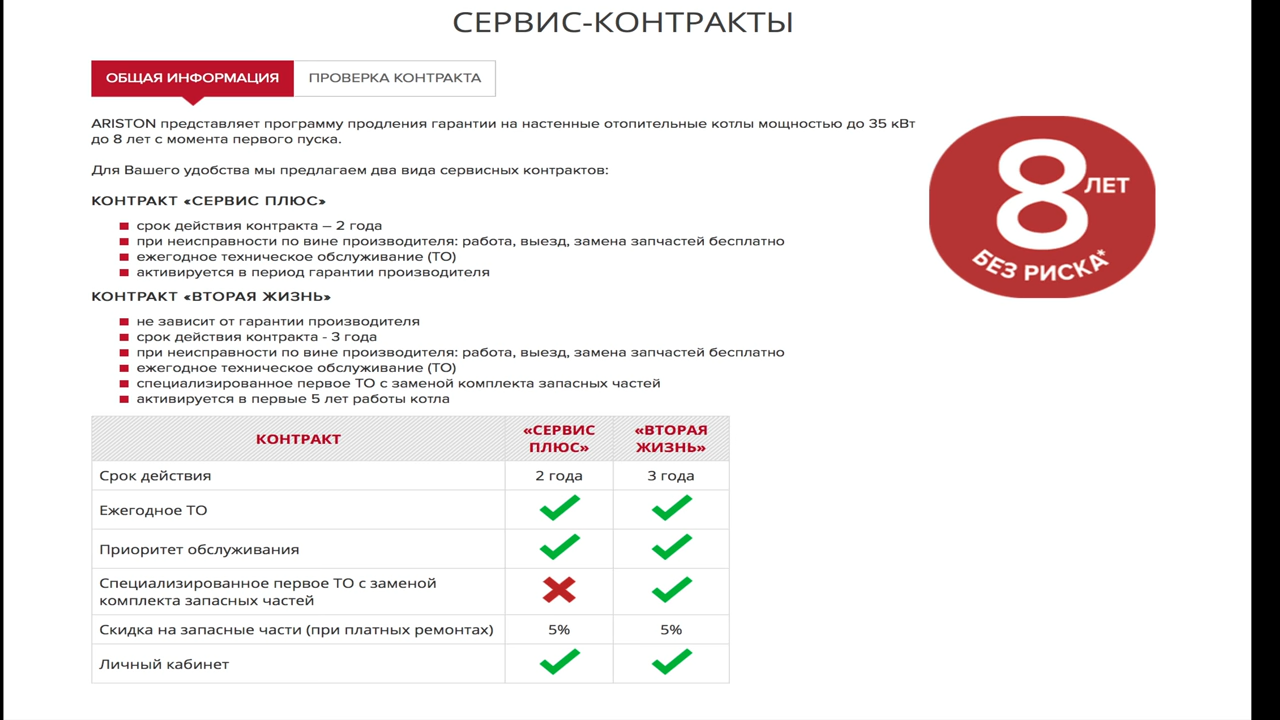 СЕРВИС-КОНТРАКТЫ
ОБЩАЯ ИНФОРМАЦИЯ
ПРОВЕРКА КОНТРАКТА
ARISTON представляет программу продления гарантии на настенные отопительные котлы мощностью до 35 кВт
до 8 лет с момента первого пуска.
Для Вашего удобства мы предлагаем два вида сервисных контрактов:
КОНТРАКТ «СЕРВИС ПЛЮС»
срок действия контракта – 2 года
при неисправности по вине производителя: работа, выезд, замена запчастей бесплатно
ежегодное техническое обслуживание (ТО)
активируется в период гарантии производителя
КОНТРАКТ «ВТОРАЯ ЖИЗНЬ»
не зависит от гарантии производителя
срок действия контракта - 3 года
при неисправности по вине производителя: работа, выезд, замена запчастей бесплатно
ежегодное техническое обслуживание (ТО)
специализированное первое ТО с заменой комплекта запасных частей
активируется в первые 5 лет работы котла
8 ЛЕТ
БЕЗ РИСКА*
КОНТРАКТ
«СЕРВИС
ПЛЮС»
«ВТОРАЯ
ЖИЗНЬ»
Срок действия
2 года
3 года
Ежегодное ТО
Приоритет обслуживания
Специализированное первое ТО с заменой
комплекта запасных частей
Скидка на запасные части (при платных ремонтах)
5%
5%
Личный кабинет